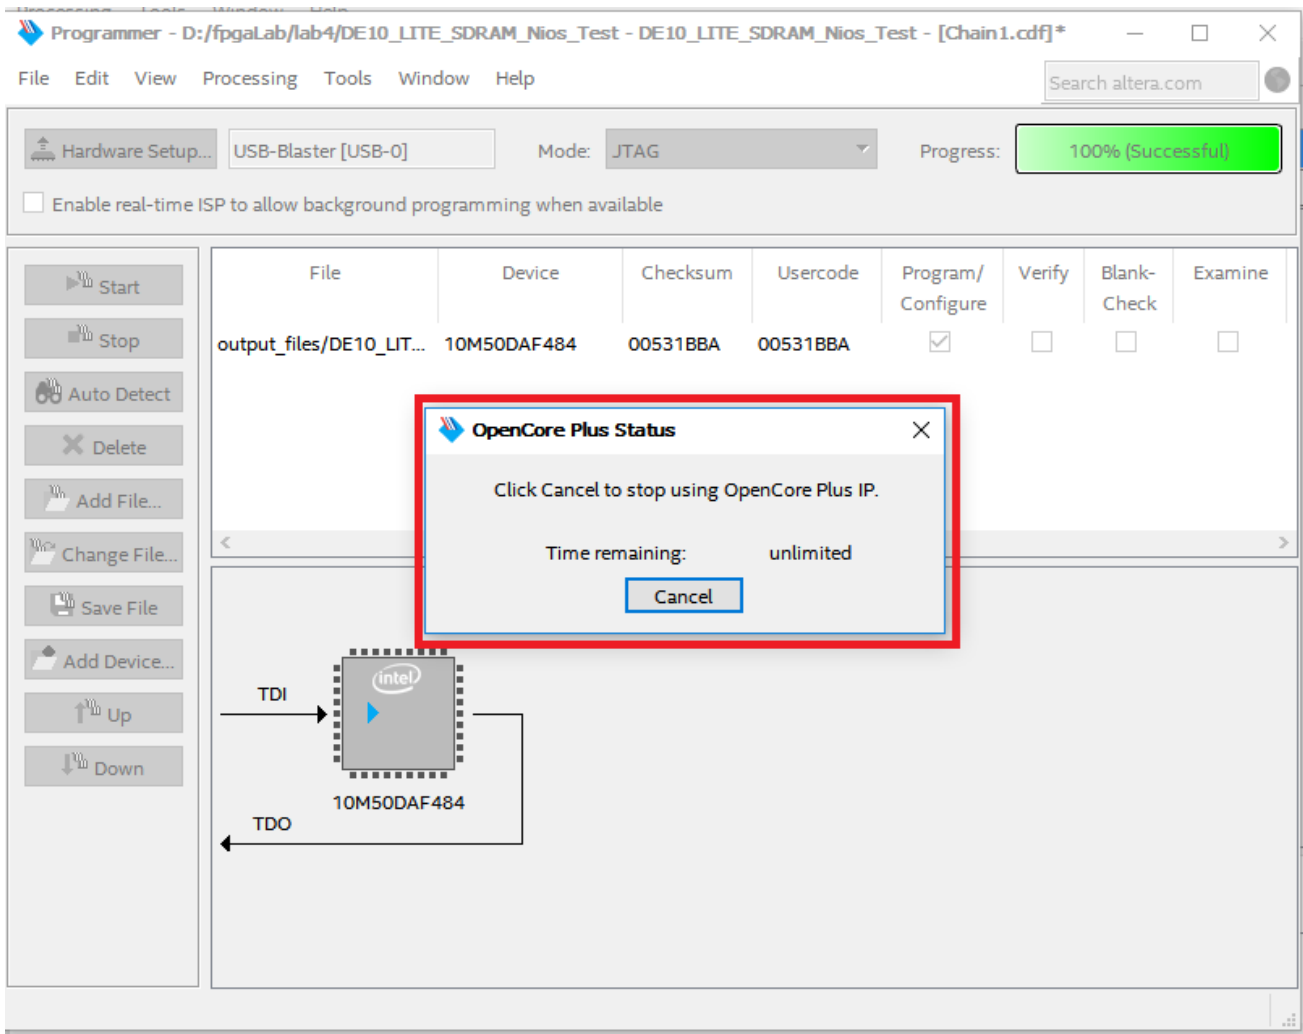 Processing Tools Window Help
Programmer - D:/fpgaLab/lab4/DE10_LITE_SDRAM_Nios_Test - DE10_LITE_SDRAM_Nios_Test - [Chain1.cdf]*
File Edit View Processing Tools Window Help
Search altera.com
Hardware Setup... USB-Blaster [USB-0] Mode: JTAG Progress: 100% (Successful)
Enable real-time ISP to allow background programming when available
File Device Checksum Usercode Program/ Configure Verify Blank- Check Examine
output_files/DE10_LIT... 10M50DAF484 00531BBA 00531BBA
Start
Stop
Auto Detect
Delete
Add File...
Change File...
Save File
Add Device...
Up
Down
OpenCore Plus Status
Click Cancel to stop using OpenCore Plus IP.
Time remaining: unlimited
Cancel
TDI
intel
10M50DAF484
TDO